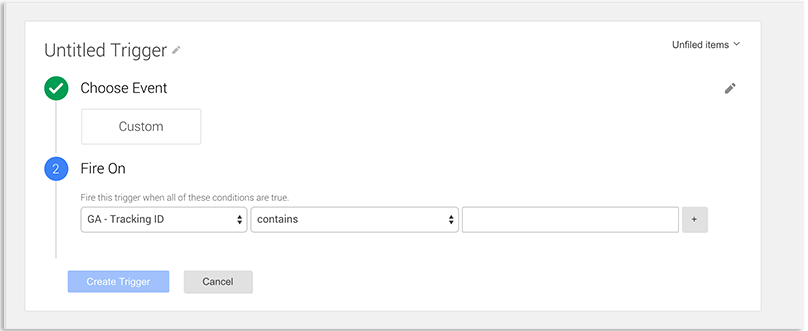 Untitled Trigger
Unfiled items
Choose Event
Custom
2 Fire On
Fire this trigger when all of these conditions are true.
GA - Tracking ID contains +
Create Trigger Cancel